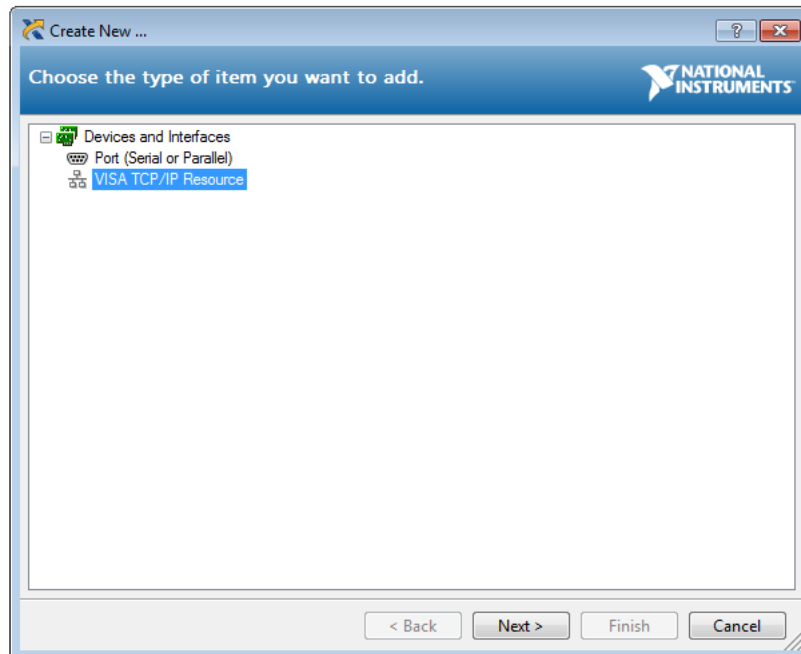 Create New ...
Choose the type of item you want to add.
NATIONAL
INSTRUMENTS
Devices and Interfaces
Port (Serial or Parallel)
VISA TCP/IP Resource
< Back
Next >
Finish
Cancel